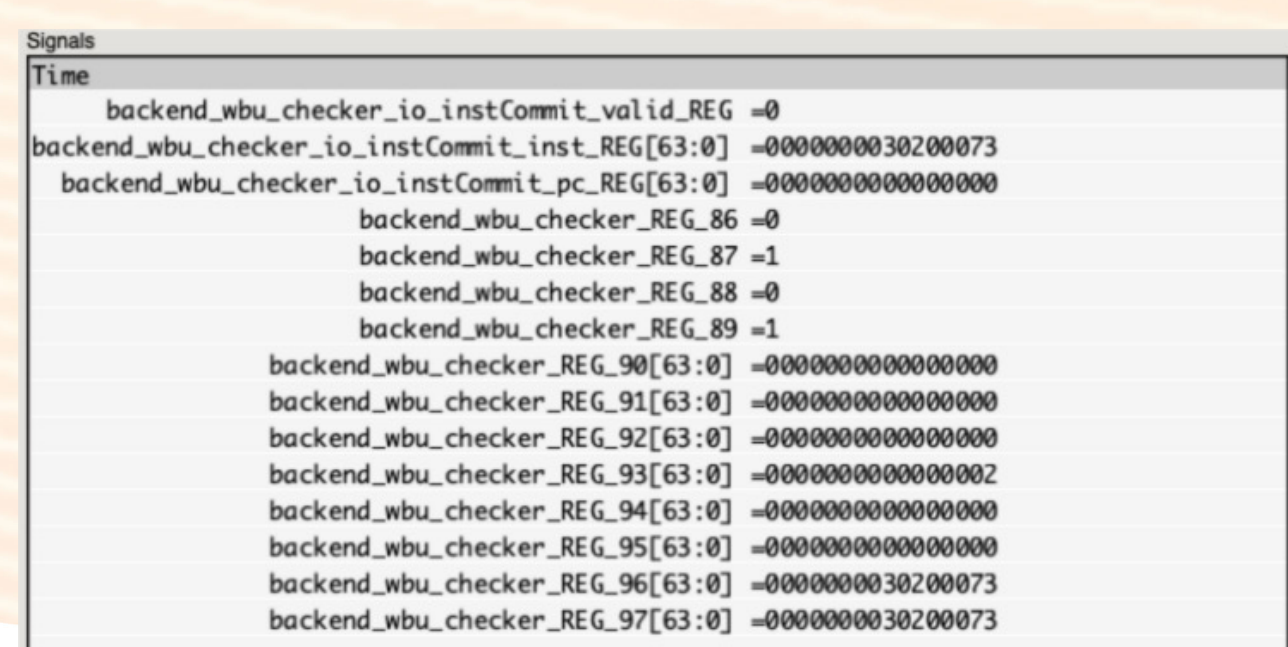 Signals
Time
backend_wbu_checker_io_instCommit_valid_REG =0
backend_wbu_checker_io_instCommit_inst_REG[63:0] =0000000030200073
backend_wbu_checker_io_instCommit_pc_REG[63:0] =0000000000000000
backend_wbu_checker_REG_86 =0
backend_wbu_checker_REG_87 =1
backend_wbu_checker_REG_88 =0
backend_wbu_checker_REG_89 =1
backend_wbu_checker_REG_90[63:0] =0000000000000000
backend_wbu_checker_REG_91[63:0] =0000000000000000
backend_wbu_checker_REG_92[63:0] =0000000000000000
backend_wbu_checker_REG_93[63:0] =0000000000000002
backend_wbu_checker_REG_94[63:0] =0000000000000000
backend_wbu_checker_REG_95[63:0] =0000000000000000
backend_wbu_checker_REG_96[63:0] =0000000030200073
backend_wbu_checker_REG_97[63:0] =0000000030200073